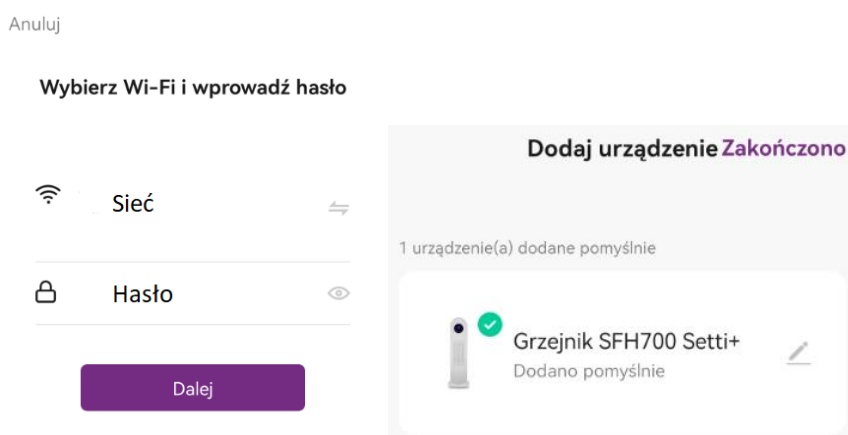 Anuluj
Wybierz Wi-Fi i wprowadź hasło
Sieć
Hasło
Dalej
Dodaj urządzenie Zakończono
1 urządzenie(a) dodane pomyślnie
Grzejnik SFH700 Setti+
Dodano pomyślnie